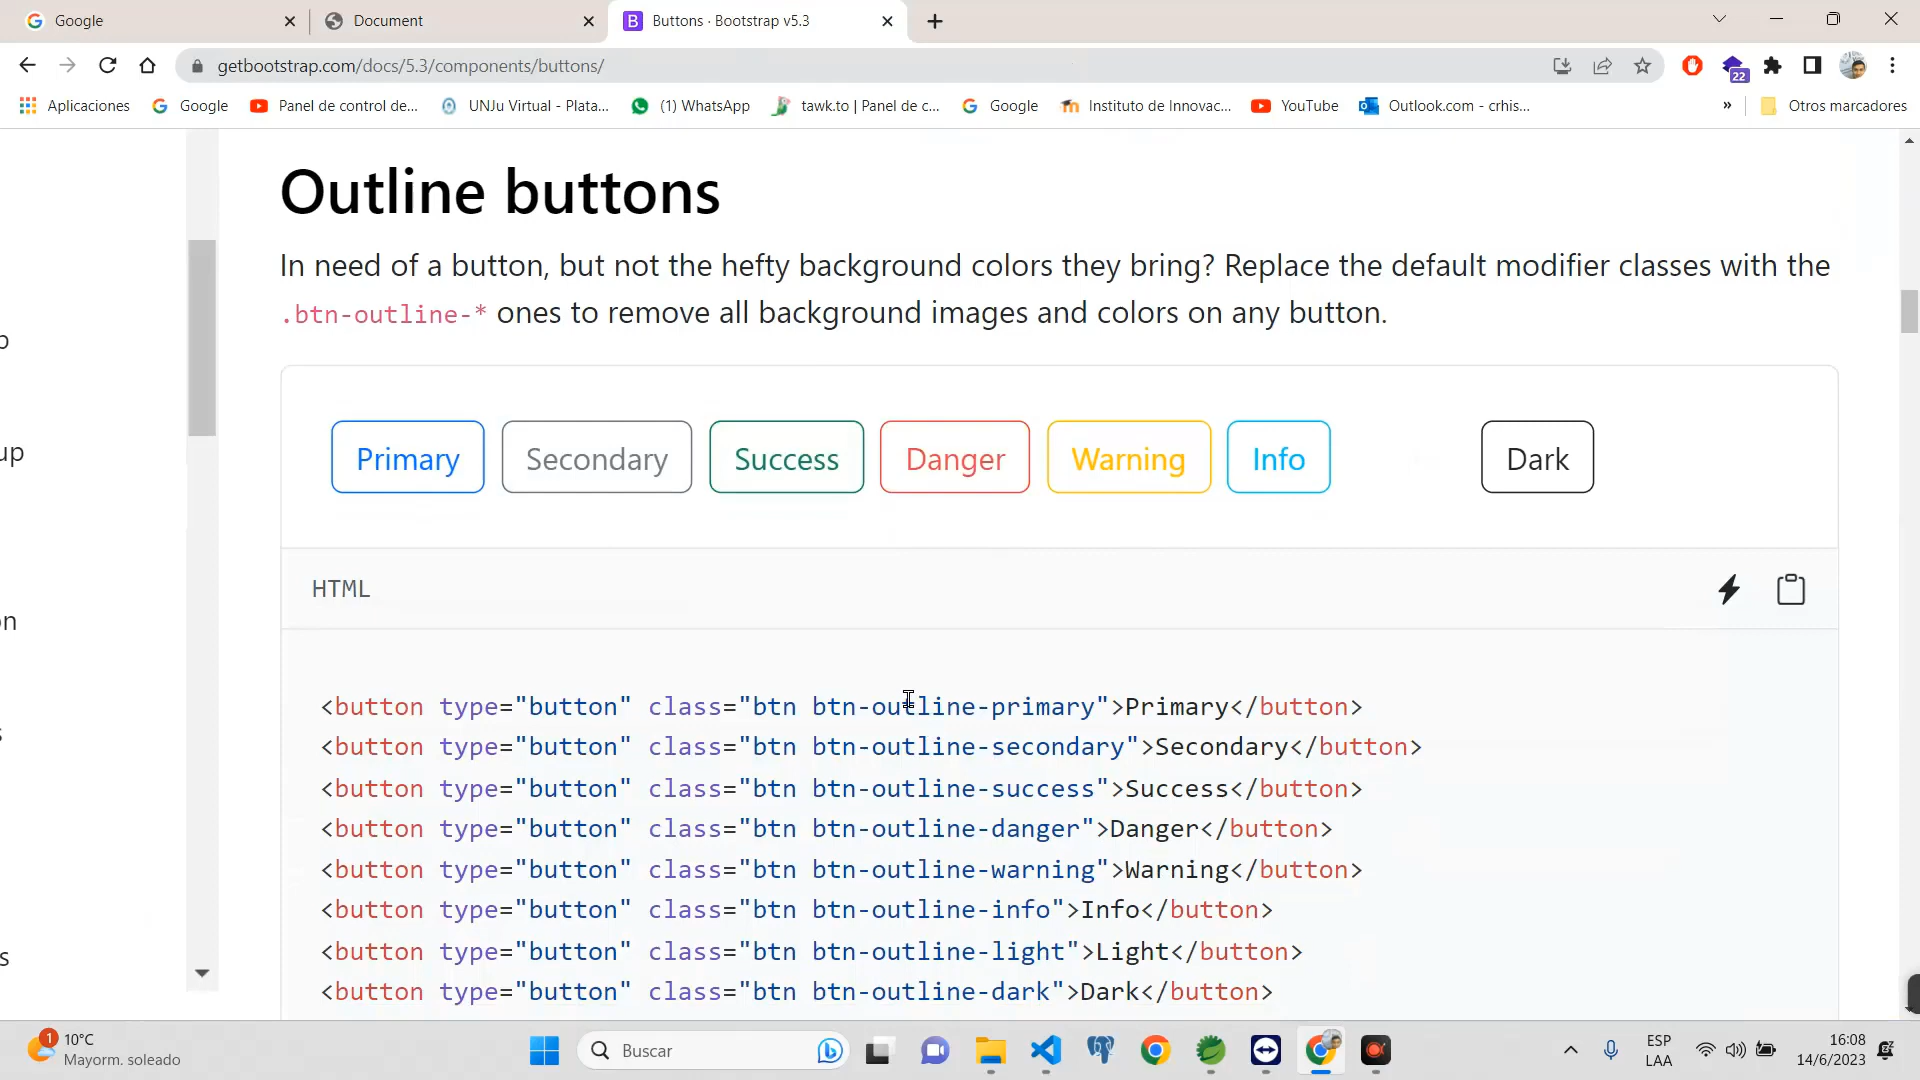 Google
Document
Buttons · Bootstrap v5.3
getbootstrap.com/docs/5.3/components/buttons/
22
Aplicaciones
Google
Panel de control de...
UNJu Virtual - Plata...
(1) WhatsApp
tawk.to | Panel de c...
Google
Instituto de Innovac...
YouTube
Outlook.com - crhis...
»
Otros marcadores
Outline buttons
In need of a button, but not the hefty background colors they bring? Replace the default modifier classes with the
.btn-outline-* ones to remove all background images and colors on any button.
up
on
s
s
Primary
Secondary
Success
Danger
Warning
Info
Dark
HTML
<button type="button" class="btn btn-outline-primary">Primary</button>
<button type="button" class="btn btn-outline-secondary">Secondary</button>
<button type="button" class="btn btn-outline-success">Success</button>
<button type="button" class="btn btn-outline-danger">Danger</button>
<button type="button" class="btn btn-outline-warning">Warning</button>
<button type="button" class="btn btn-outline-info">Info</button>
<button type="button" class="btn btn-outline-light">Light</button>
<button type="button" class="btn btn-outline-dark">Dark</button>
1
10°C
Mayorm. soleado
Buscar
ESP
LAA
16:08
14/6/2023